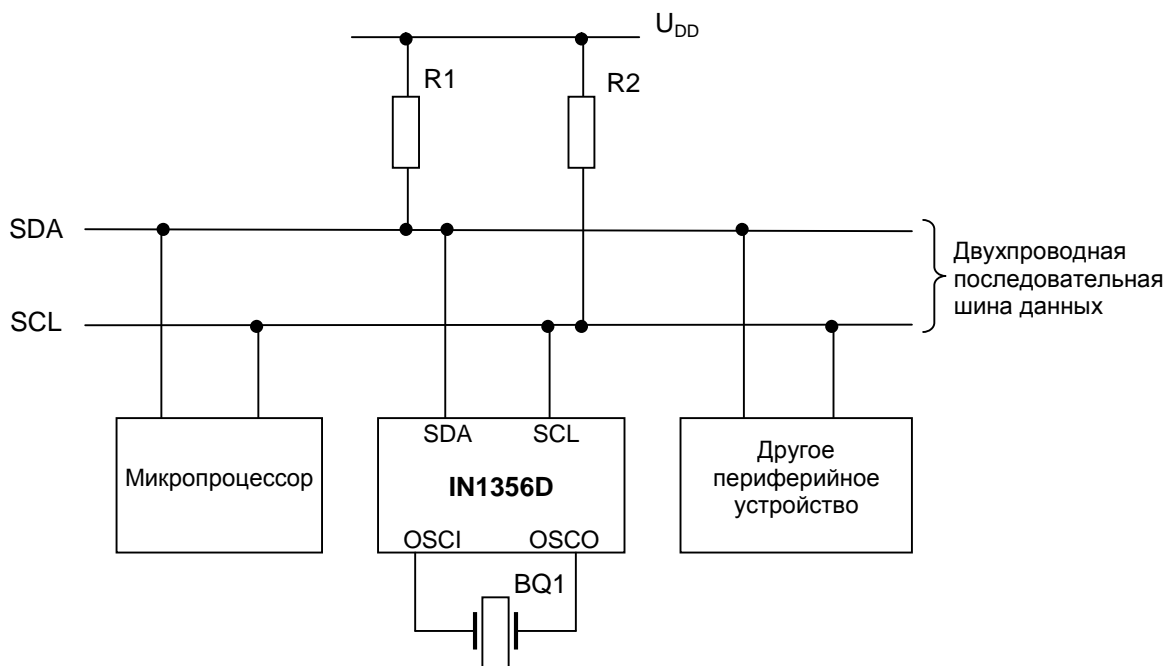 U_DD
R1
R2
SDA
Двухпроводная
последовательная
шина данных
SCL
SDA SCL
Микропроцессор
IN1356D
Другое
периферийное
устройство
OSCI OSCO
BQ1